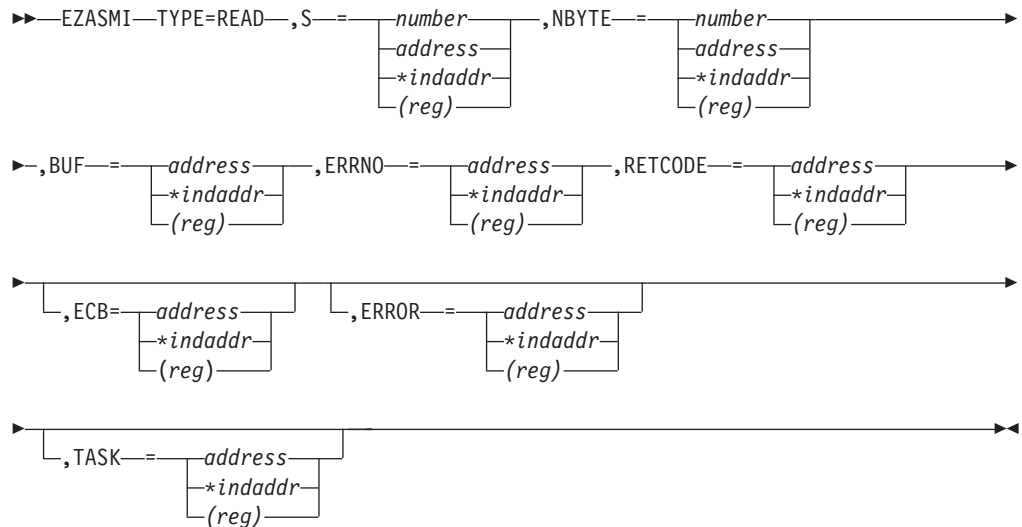 EZASMI TYPE=READ ,S = number ,NBYTE = number
address address
*indaddr *indaddr
(reg) (reg)
,BUF = address ,ERRNO = address ,RETCODE = address
*indaddr *indaddr *indaddr
(reg) (reg) (reg)
,ECB= address ,ERROR = address
*indaddr *indaddr
(reg) (reg)
,TASK = address
*indaddr
(reg)